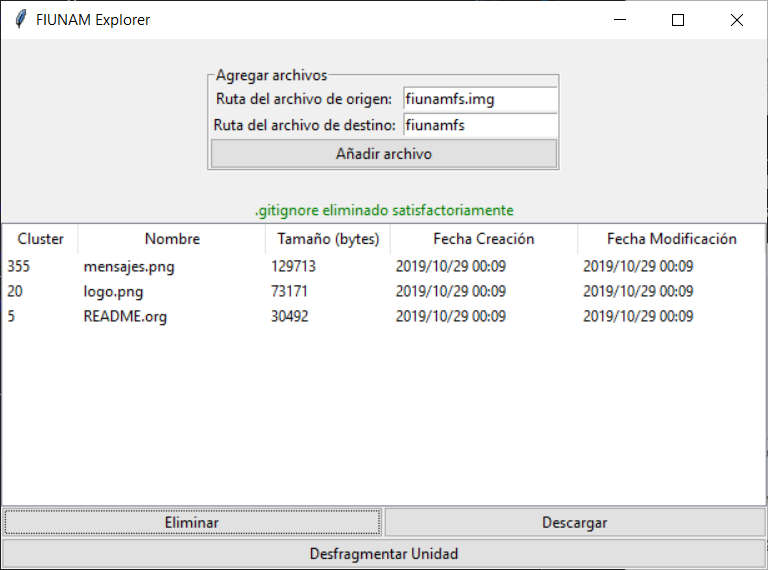 FIUNAM Explorer
Agregar archivos
Ruta del archivo de origen: fiunamfs.img
Ruta del archivo de destino: fiunamfs
Añadir archivo
.gitignore eliminado satisfactoriamente
Cluster Nombre Tamaño (bytes) Fecha Creación Fecha Modificación
355 mensajes.png 129713 2019/10/29 00:09 2019/10/29 00:09
20 logo.png 73171 2019/10/29 00:09 2019/10/29 00:09
5 README.org 30492 2019/10/29 00:09 2019/10/29 00:09
Eliminar Descargar
Desfragmentar Unidad